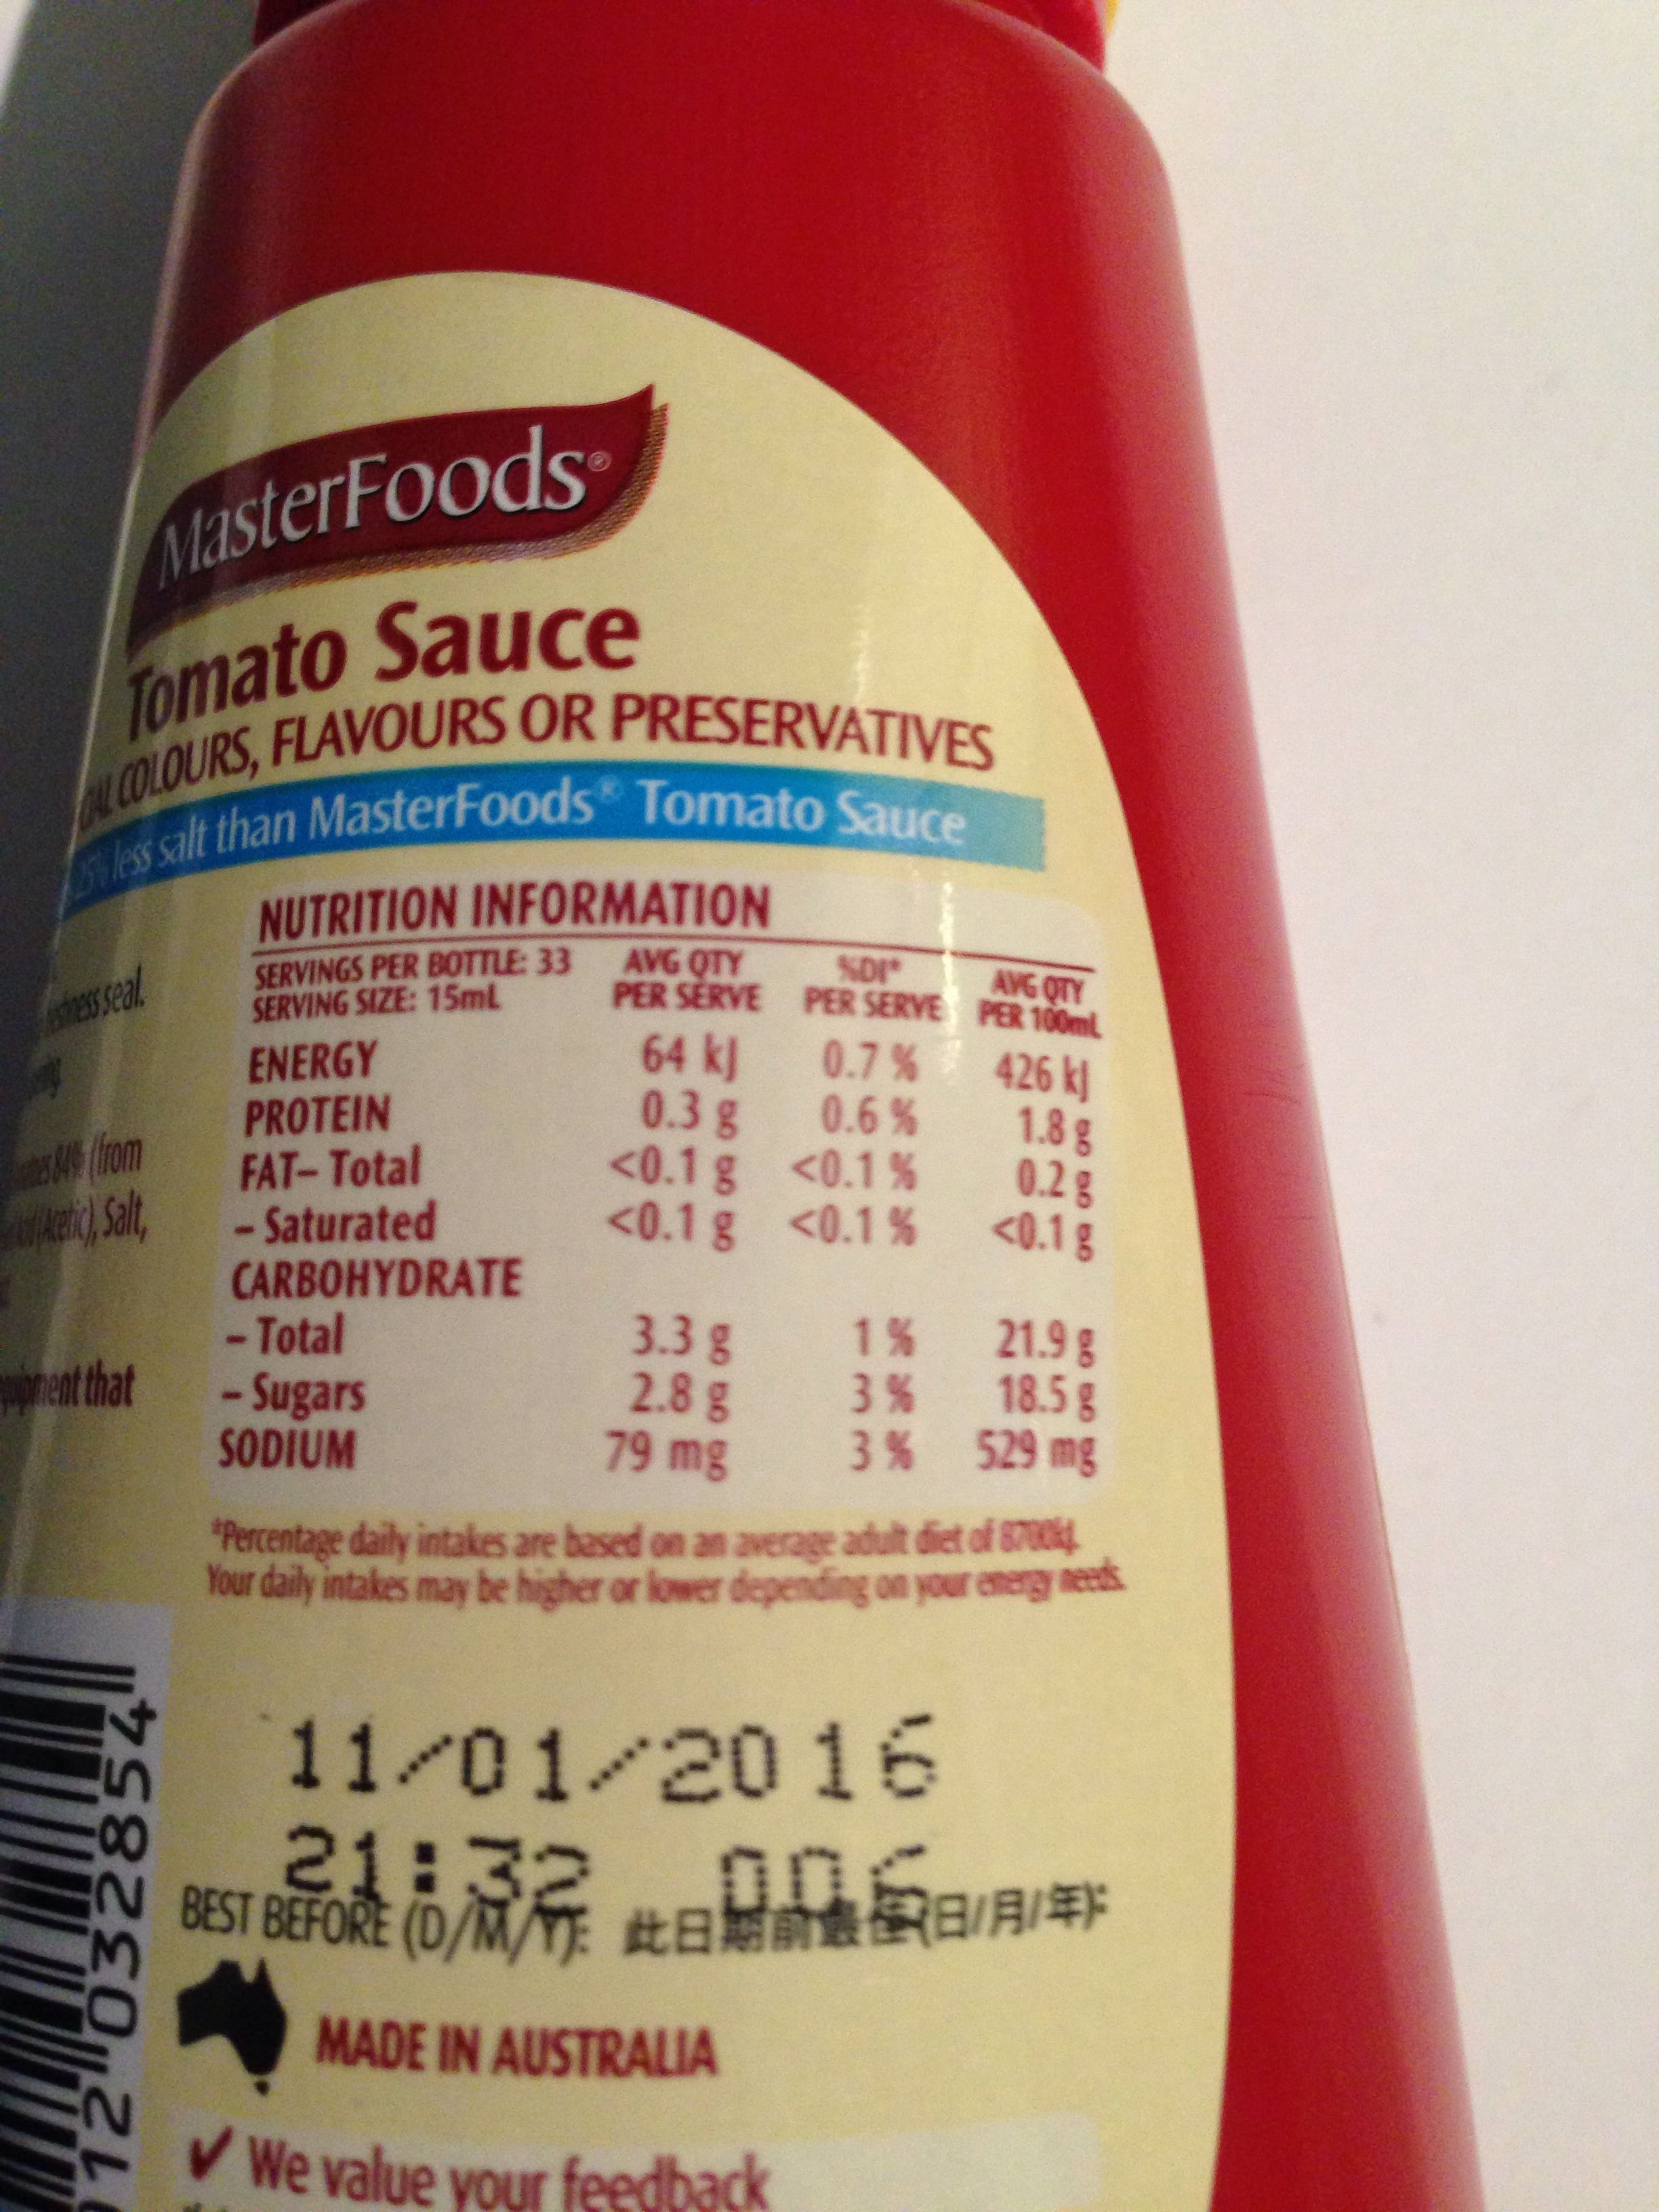 MasterFoods®
Tomato Sauce
COLOURS, FLAVOURS OR PRESERVATIVES
25% less salt than MasterFoods® Tomato Sauce
NUTRITION INFORMATION
SERVINGS PER BOTTLE: 33 AVG QTY %DI* AVG QTY
SERVING SIZE: 15mL PER SERVE PER SERVE PER 100mL
ENERGY 64 kJ 0.7 % 426 kJ
PROTEIN 0.3 g 0.6 % 1.8 g
FAT– Total <0.1 g <0.1 % 0.2 g
– Saturated <0.1 g <0.1 % <0.1 g
CARBOHYDRATE
– Total 3.3 g 1 % 21.9 g
– Sugars 2.8 g 3 % 18.5 g
SODIUM 79 mg 3 % 529 mg
*Percentage daily intakes are based on an average adult diet of 8700kJ.
Your daily intakes may be higher or lower depending on your energy needs.
seal.
84% (from
(Acetic), Salt,
that
11/01/2016
21:32 006
BEST BEFORE (D/M/Y): 此日期前最佳(日/月/年):
MADE IN AUSTRALIA
✓ We value your feedback
12 032854